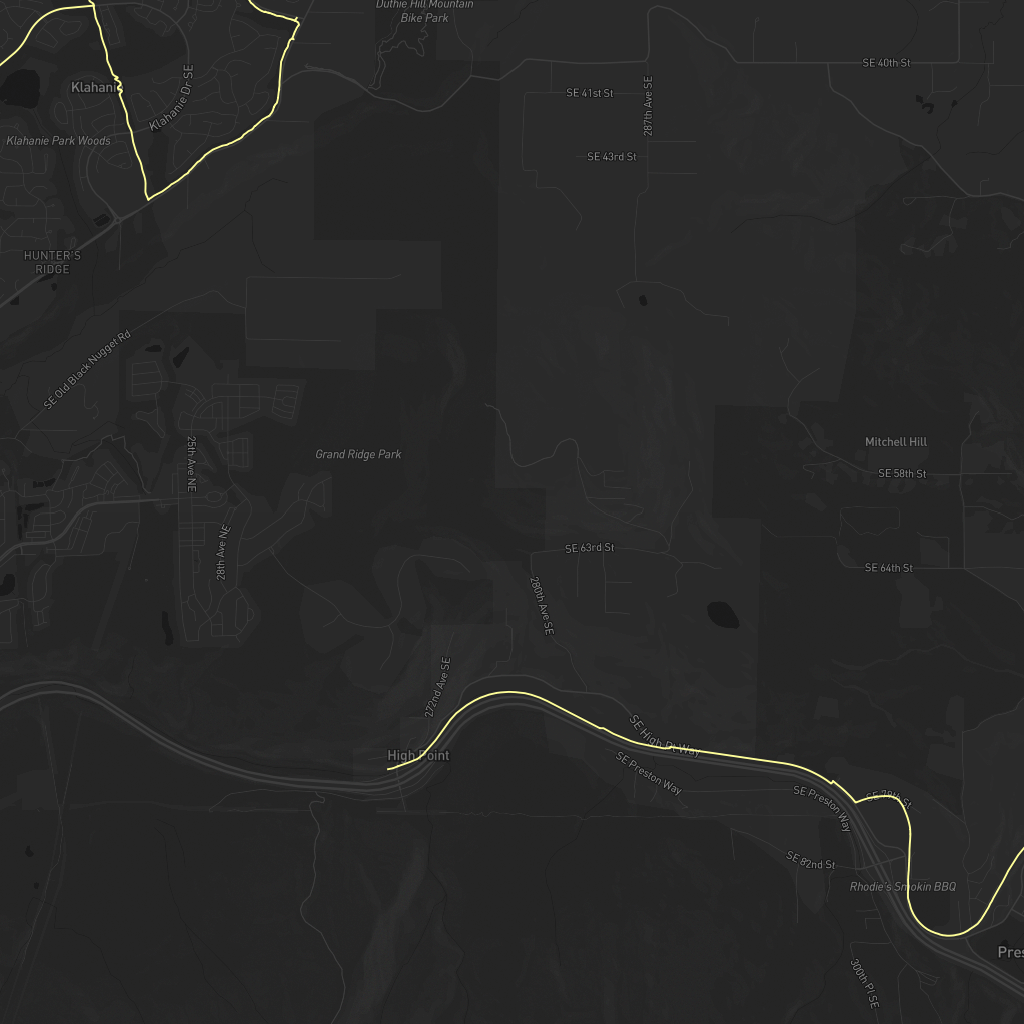 Duthie Hill Mountain
Bike Park
SE 40th St
Klahanie Dr SE
SE 41st St
287th Ave SE
Klahanie Park Woods
SE 43rd St
HUNTER'S
RIDGE
SE Old Black Nugget Rd
25th Ave NE
Grand Ridge Park
Mitchell Hill
SE 58th St
28th Ave NE
SE 63rd St
SE 64th St
280th Ave SE
272nd Ave SE
SE High Pt Way
High Point
SE Preston Way
SE Preston Way
SE 78th St
SE 82nd St
Rhodie's Smokin BBQ
300th Pl SE